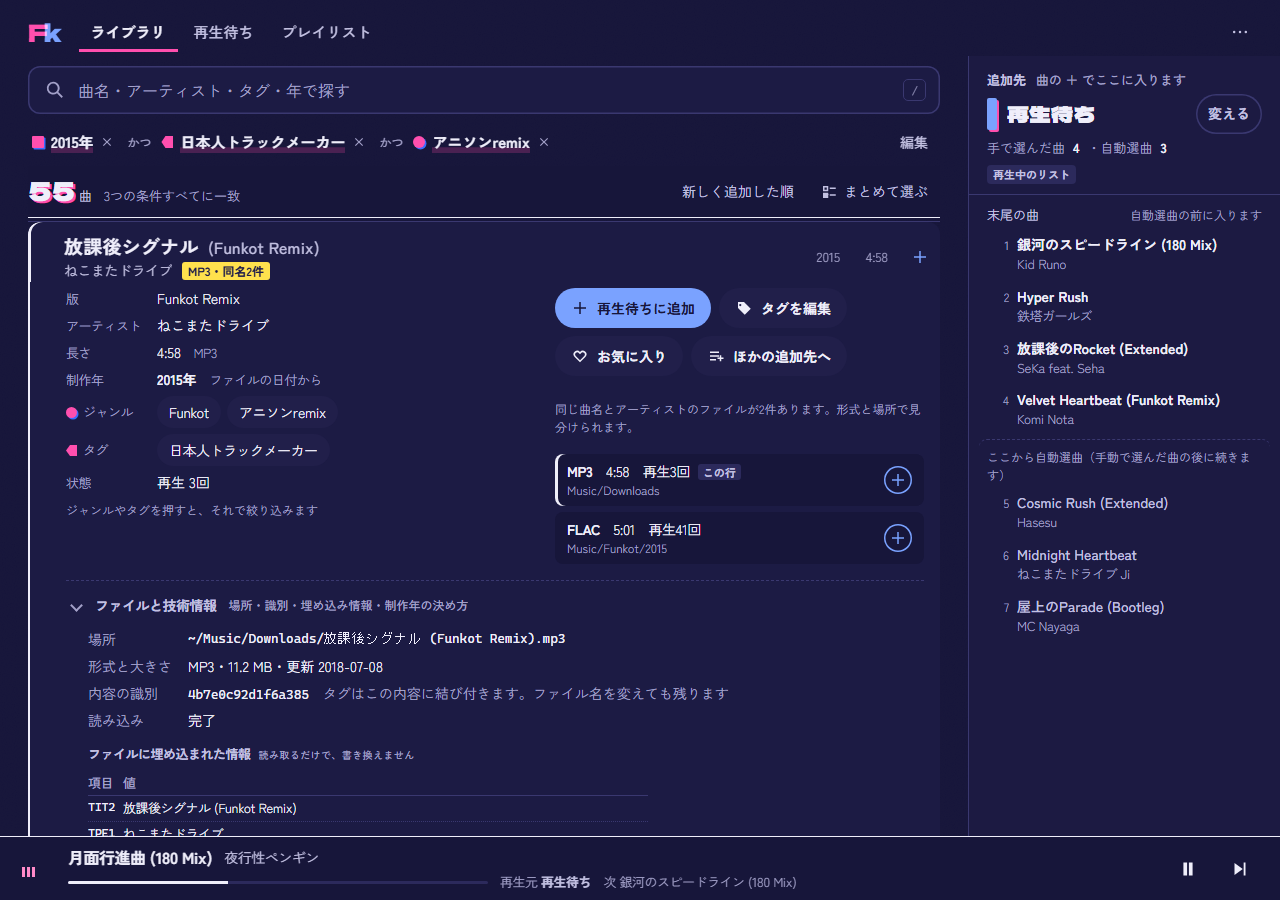 Fk ライブラリ 再生待ち プレイリスト …
曲名・アーティスト・タグ・年で探す /
2015年 × かつ 日本人トラックメーカー × かつ アニソンremix × 編集
55 曲 3つの条件すべてに一致 新しく追加した順 まとめて選ぶ
放課後シグナル (Funkot Remix)
ねこまたドライブ MP3・同名2件
2015 4:58 +
版 Funkot Remix
アーティスト ねこまたドライブ
長さ 4:58 MP3
制作年 2015年 ファイルの日付から
ジャンル Funkot アニソンremix
タグ 日本人トラックメーカー
状態 再生 3回
ジャンルやタグを押すと、それで絞り込みます
+ 再生待ちに追加 タグを編集
お気に入り ほかの追加先へ
同じ曲名とアーティストのファイルが2件あります。形式と場所で見
分けられます。
MP3 4:58 再生3回 この行
Music/Downloads
FLAC 5:01 再生41回
Music/Funkot/2015
ファイルと技術情報 場所・識別・埋め込み情報・制作年の決め方
場所 ~/Music/Downloads/放課後シグナル (Funkot Remix).mp3
形式と大きさ MP3・11.2 MB・更新 2018-07-08
内容の識別 4b7e0c92d1f6a385 タグはこの内容に結び付きます。ファイル名を変えても残ります
読み込み 完了
ファイルに埋め込まれた情報 読み取るだけで、書き換えません
項目 値
TIT2 放課後シグナル (Funkot Remix)
TPE1 ねこまたドライブ
追加先 曲の + でここに入ります
再生待ち 変える
手で選んだ曲 4 ・自動選曲 3
再生中のリスト
末尾の曲 自動選曲の前に入ります
1 銀河のスピードライン (180 Mix)
Kid Runo
2 Hyper Rush
鉄塔ガールズ
3 放課後のRocket (Extended)
SeKa feat. Seha
4 Velvet Heartbeat (Funkot Remix)
Komi Nota
ここから自動選曲（手動で選んだ曲の後に続きま
す）
5 Cosmic Rush (Extended)
Hasesu
6 Midnight Heartbeat
ねこまたドライブ Ji
7 屋上のParade (Bootleg)
MC Nayaga
月面行進曲 (180 Mix) 夜行性ペンギン
再生元 再生待ち 次 銀河のスピードライン (180 Mix)